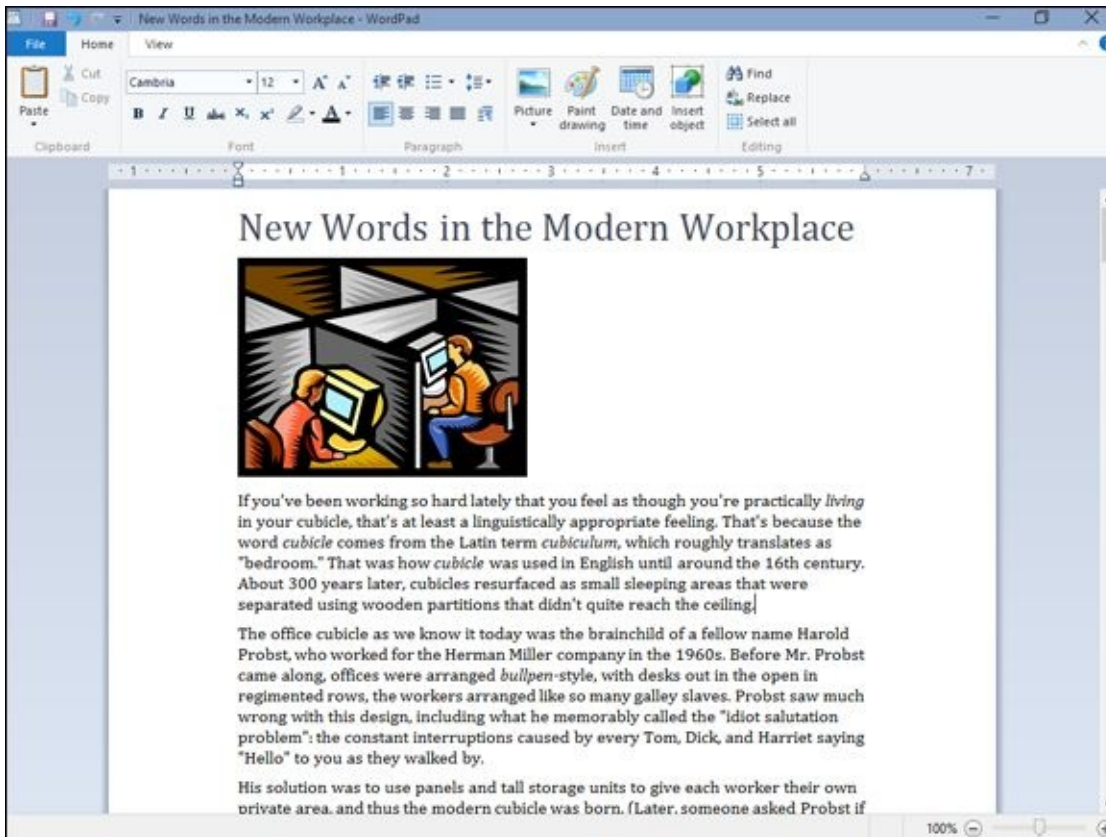 New Words in the Modern Workplace - WordPad
File Home View
Cut
Copy
Paste
Clipboard
Cambria 12
B I U abc X₂ x² A
Font
Paragraph
Picture
Paint drawing
Date and time
Insert object
Insert
Find
Replace
Select all
Editing
1 1 2 3 4 5 7
New Words in the Modern Workplace
If you've been working so hard lately that you feel as though you're practically living
in your cubicle, that's at least a linguistically appropriate feeling. That's because the
word cubicle comes from the Latin term cubiculum, which roughly translates as
"bedroom." That was how cubicle was used in English until around the 16th century.
About 300 years later, cubicles resurfaced as small sleeping areas that were
separated using wooden partitions that didn't quite reach the ceiling.
The office cubicle as we know it today was the brainchild of a fellow name Harold
Probst, who worked for the Herman Miller company in the 1960s. Before Mr. Probst
came along, offices were arranged bullpen-style, with desks out in the open in
regimented rows, the workers arranged like so many galley slaves. Probst saw much
wrong with this design, including what he memorably called the "idiot salutation
problem": the constant interruptions caused by every Tom, Dick, and Harriet saying
"Hello" to you as they walked by.
His solution was to use panels and tall storage units to give each worker their own
private area, and thus the modern cubicle was born. (Later, someone asked Probst if
100%